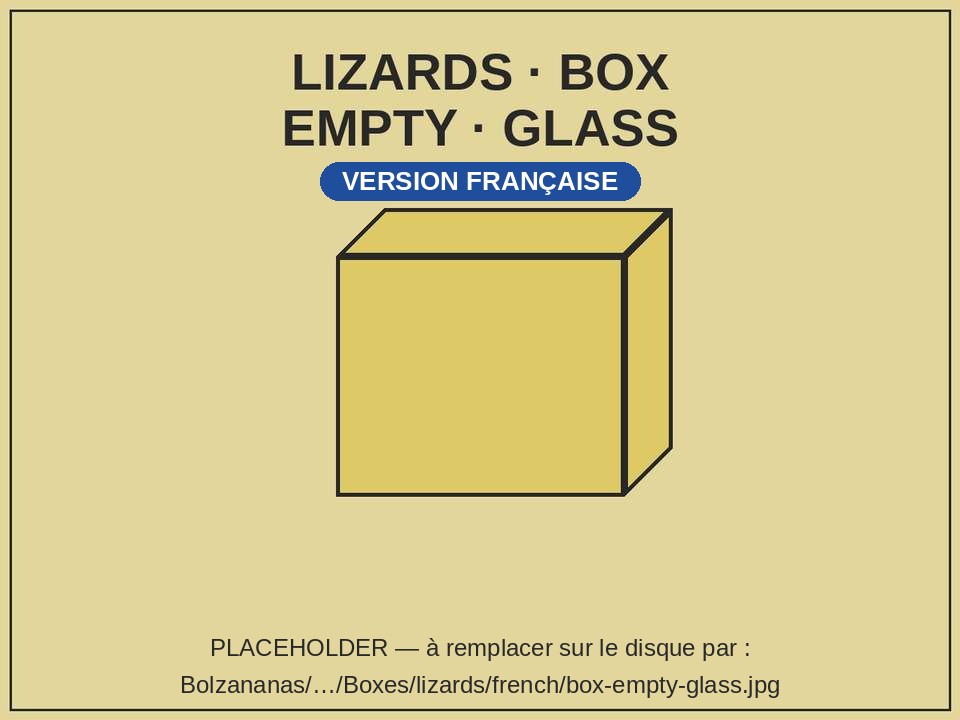 LIZARDS · BOX
EMPTY · GLASS
VERSION FRANÇAISE
PLACEHOLDER — à remplacer sur le disque par :
Bolzananas/…/Boxes/lizards/french/box-empty-glass.jpg